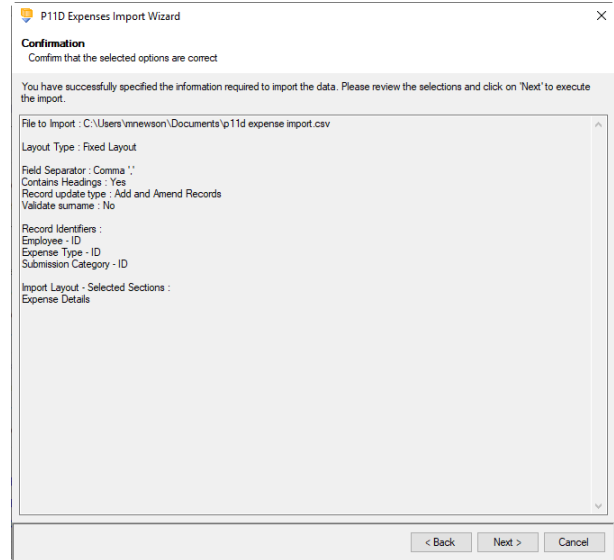 P11D Expenses Import Wizard
Confirmation
Comfirm that the selected options are correct
You have successfully specified the information required to import the data. Please review the selections and click on 'Next' to execute
the import.
File to Import : C:\Users\mnewson\Documents\p11d expense import.csv
Layout Type : Fixed Layout
Field Separator : Comma ','
Contains Headings : Yes
Record update type : Add and Amend Records
Validate surname : No
Record Identifiers :
Employee - ID
Expense Type - ID
Submission Category - ID
Import Layout - Selected Sections :
Expense Details
< Back Next > Cancel